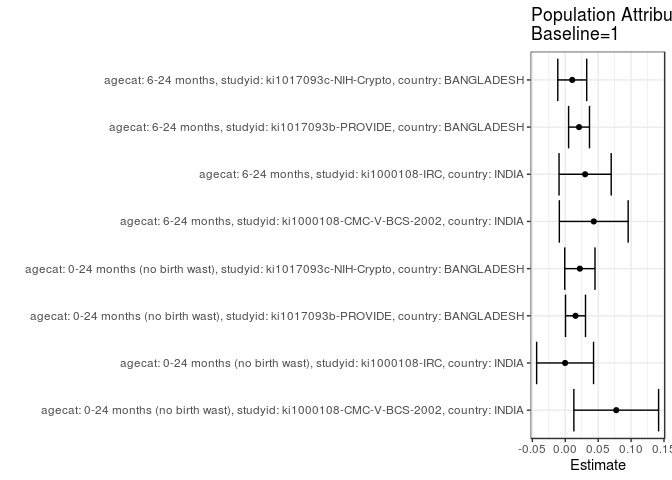 Population Attribu
Baseline=1
agecat: 6-24 months, studyid: ki1017093c-NIH-Crypto, country: BANGLADESH
agecat: 6-24 months, studyid: ki1017093b-PROVIDE, country: BANGLADESH
agecat: 6-24 months, studyid: ki1000108-IRC, country: INDIA
agecat: 6-24 months, studyid: ki1000108-CMC-V-BCS-2002, country: INDIA
agecat: 0-24 months (no birth wast), studyid: ki1017093c-NIH-Crypto, country: BANGLADESH
agecat: 0-24 months (no birth wast), studyid: ki1017093b-PROVIDE, country: BANGLADESH
agecat: 0-24 months (no birth wast), studyid: ki1000108-IRC, country: INDIA
agecat: 0-24 months (no birth wast), studyid: ki1000108-CMC-V-BCS-2002, country: INDIA
-0.05 0.00 0.05 0.10 0.15
Estimate